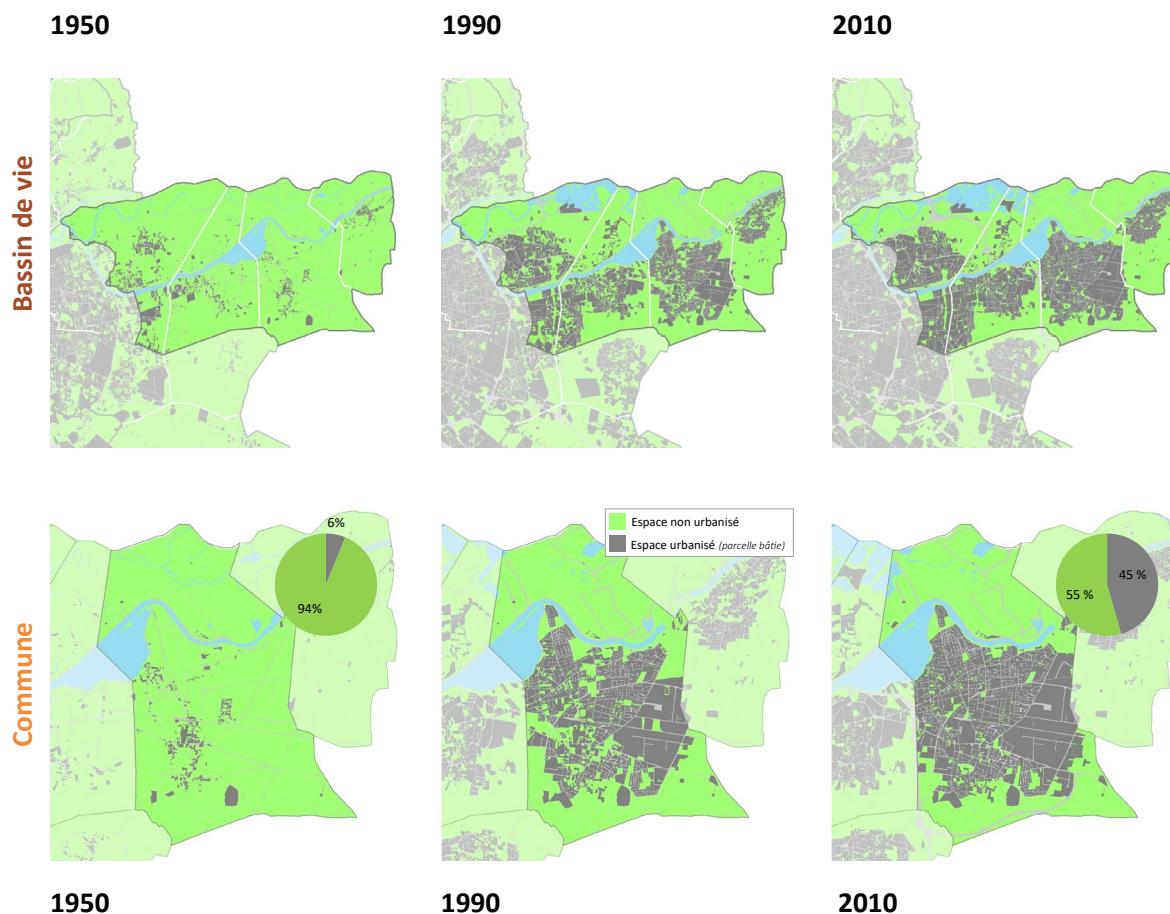 1950
1990
2010
Bassin de vie
6%
94%
Espace non urbanisé
Espace urbanisé (parcelle bâtie)
45 %
55 %
Commune
1950
1990
2010